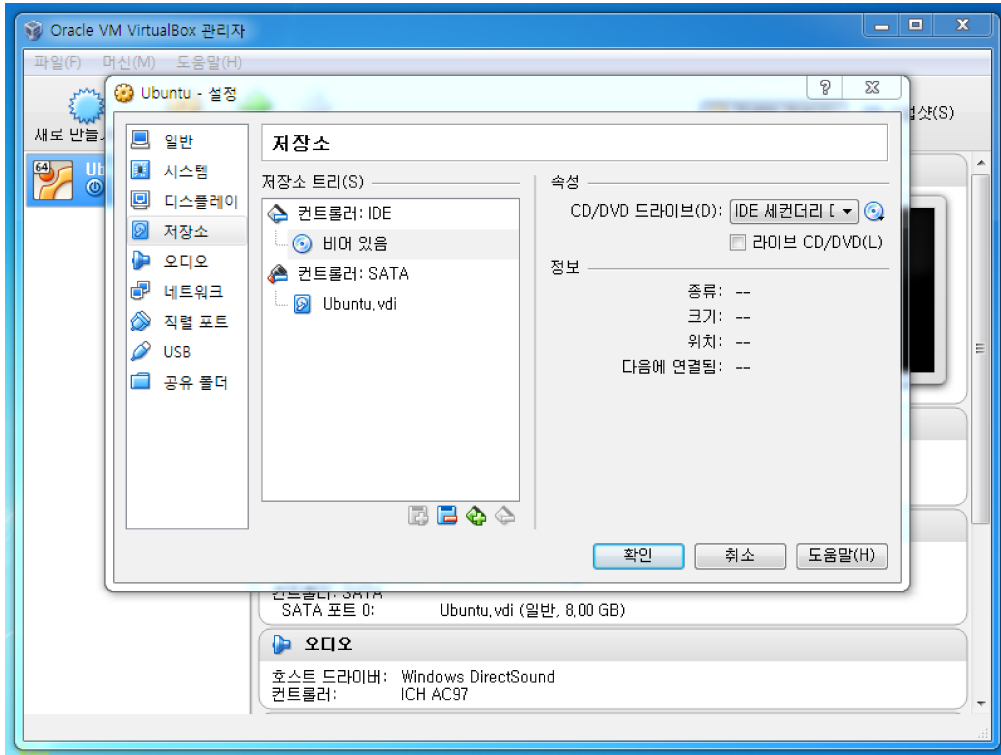 Oracle VM VirtualBox 관리자
파일(F) 머신(M) 도움말(H)
새로 만들
냅샷(S)
64
Ub
Ubuntu - 설정
일반
시스템
디스플레이
저장소
오디오
네트워크
직렬 포트
USB
공유 폴더
저장소
저장소 트리(S)
컨트롤러: IDE
비어 있음
컨트롤러: SATA
Ubuntu.vdi
속성
CD/DVD 드라이브(D): IDE 세컨더리
라이브 CD/DVD(L)
정보
종류: --
크기: --
위치: --
다음에 연결됨: --
확인 취소 도움말(H)
컨트롤러: SATA
SATA 포트 0: Ubuntu.vdi (일반, 8,00 GB)
오디오
호스트 드라이버: Windows DirectSound
컨트롤러: ICH AC97